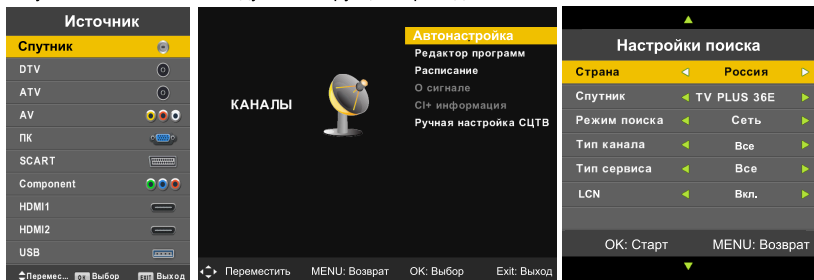 Источник
Спутник
DTV
ATV
AV
ПК
SCART
Component
HDMI1
HDMI2
USB
Перемес... OK Выбор EXIT Выход
КАНАЛЫ
Автонастройка
Редактор программ
Расписание
О сигнале
CI+ информация
Ручная настройка СЦТВ
Переместить MENU: Возврат OK: Выбор Exit: Выход
Настройки поиска
Страна Россия
Спутник TV PLUS 36E
Режим поиска Сеть
Тип канала Все
Тип сервиса Все
LCN Вкл.
OK: Старт MENU: Возврат